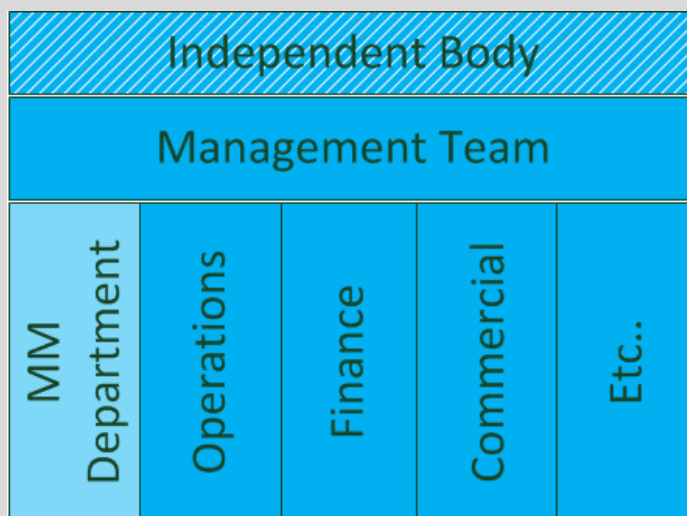 Independent Body
Management Team
MM
Department
Operations
Finance
Commercial
Etc..